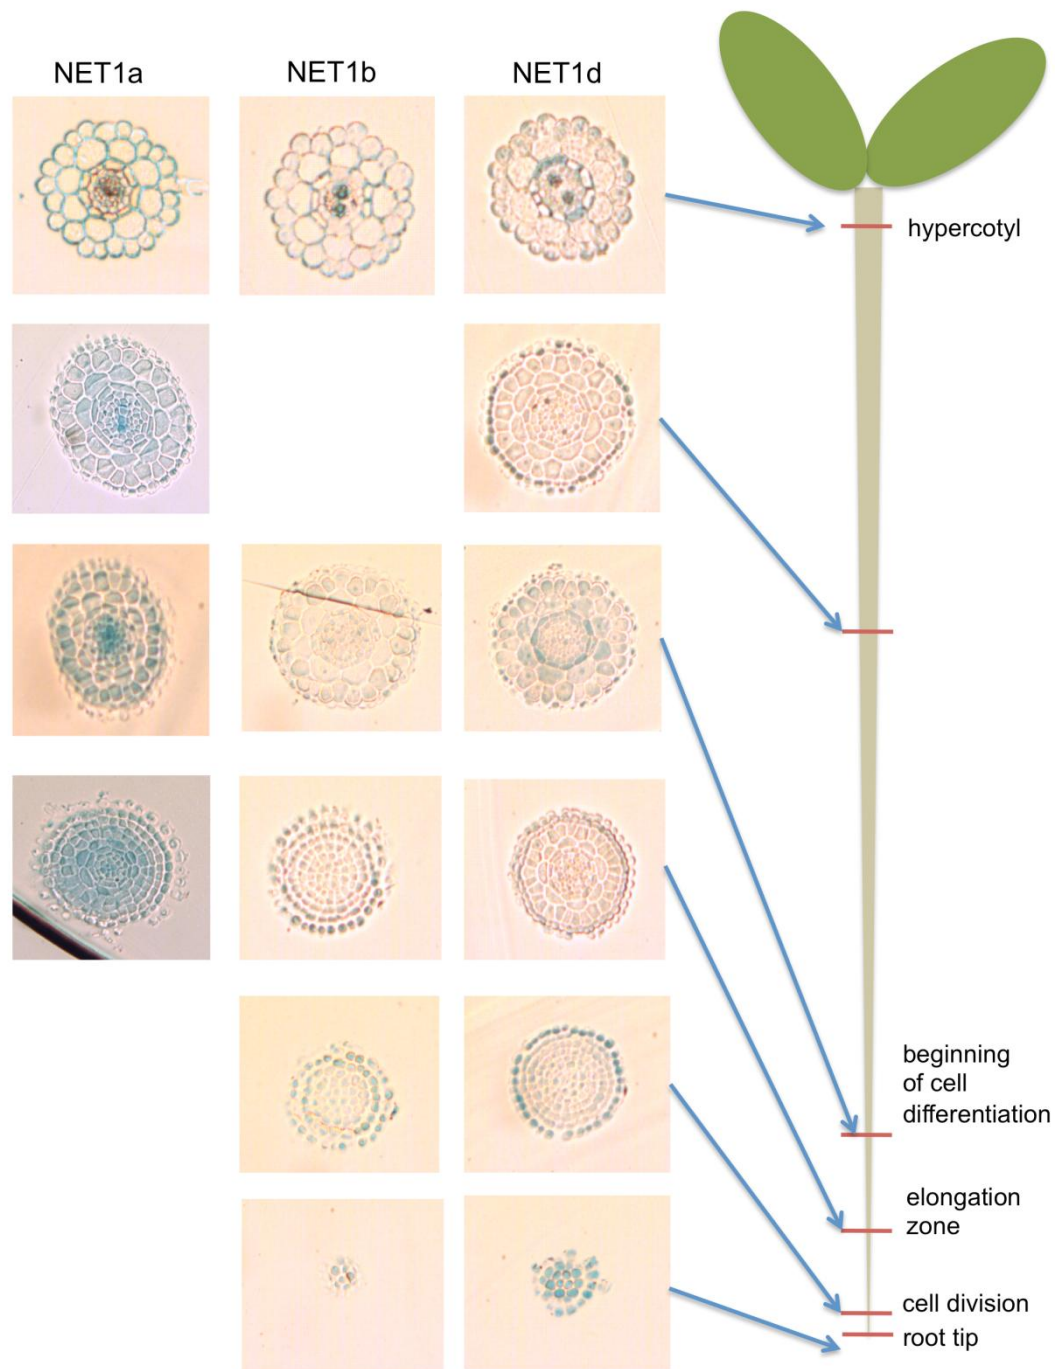 NET1a
NET1b
NET1d
hypercotyl
beginning
of cell
differentiation
elongation
zone
cell division
root tip